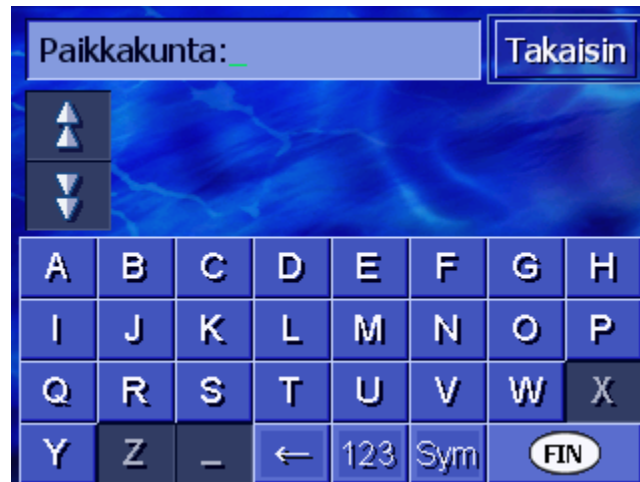 Paikkakunta:_ Takaisin
A B C D E F G H
I J K L M N O P
Q R S T U V W X
Y Z _ ← 123 Sym FIN